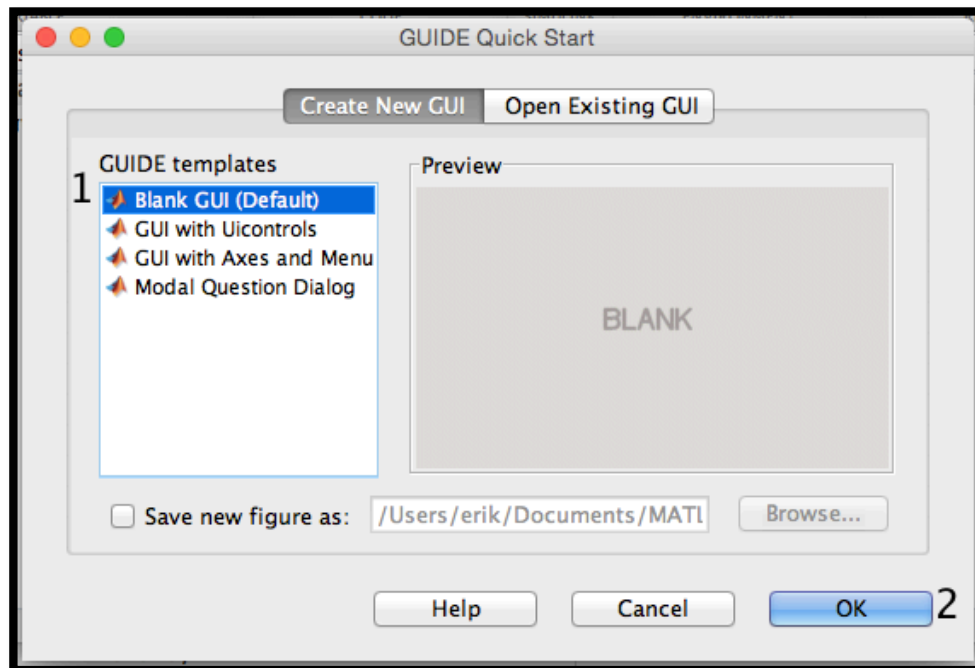 GUIDE Quick Start
Create New GUI Open Existing GUI
GUIDE templates
Preview
1
Blank GUI (Default)
GUI with Uicontrols
GUI with Axes and Menu
Modal Question Dialog
BLANK
Save new figure as: /Users/erik/Documents/MATL Browse...
Help Cancel OK 2